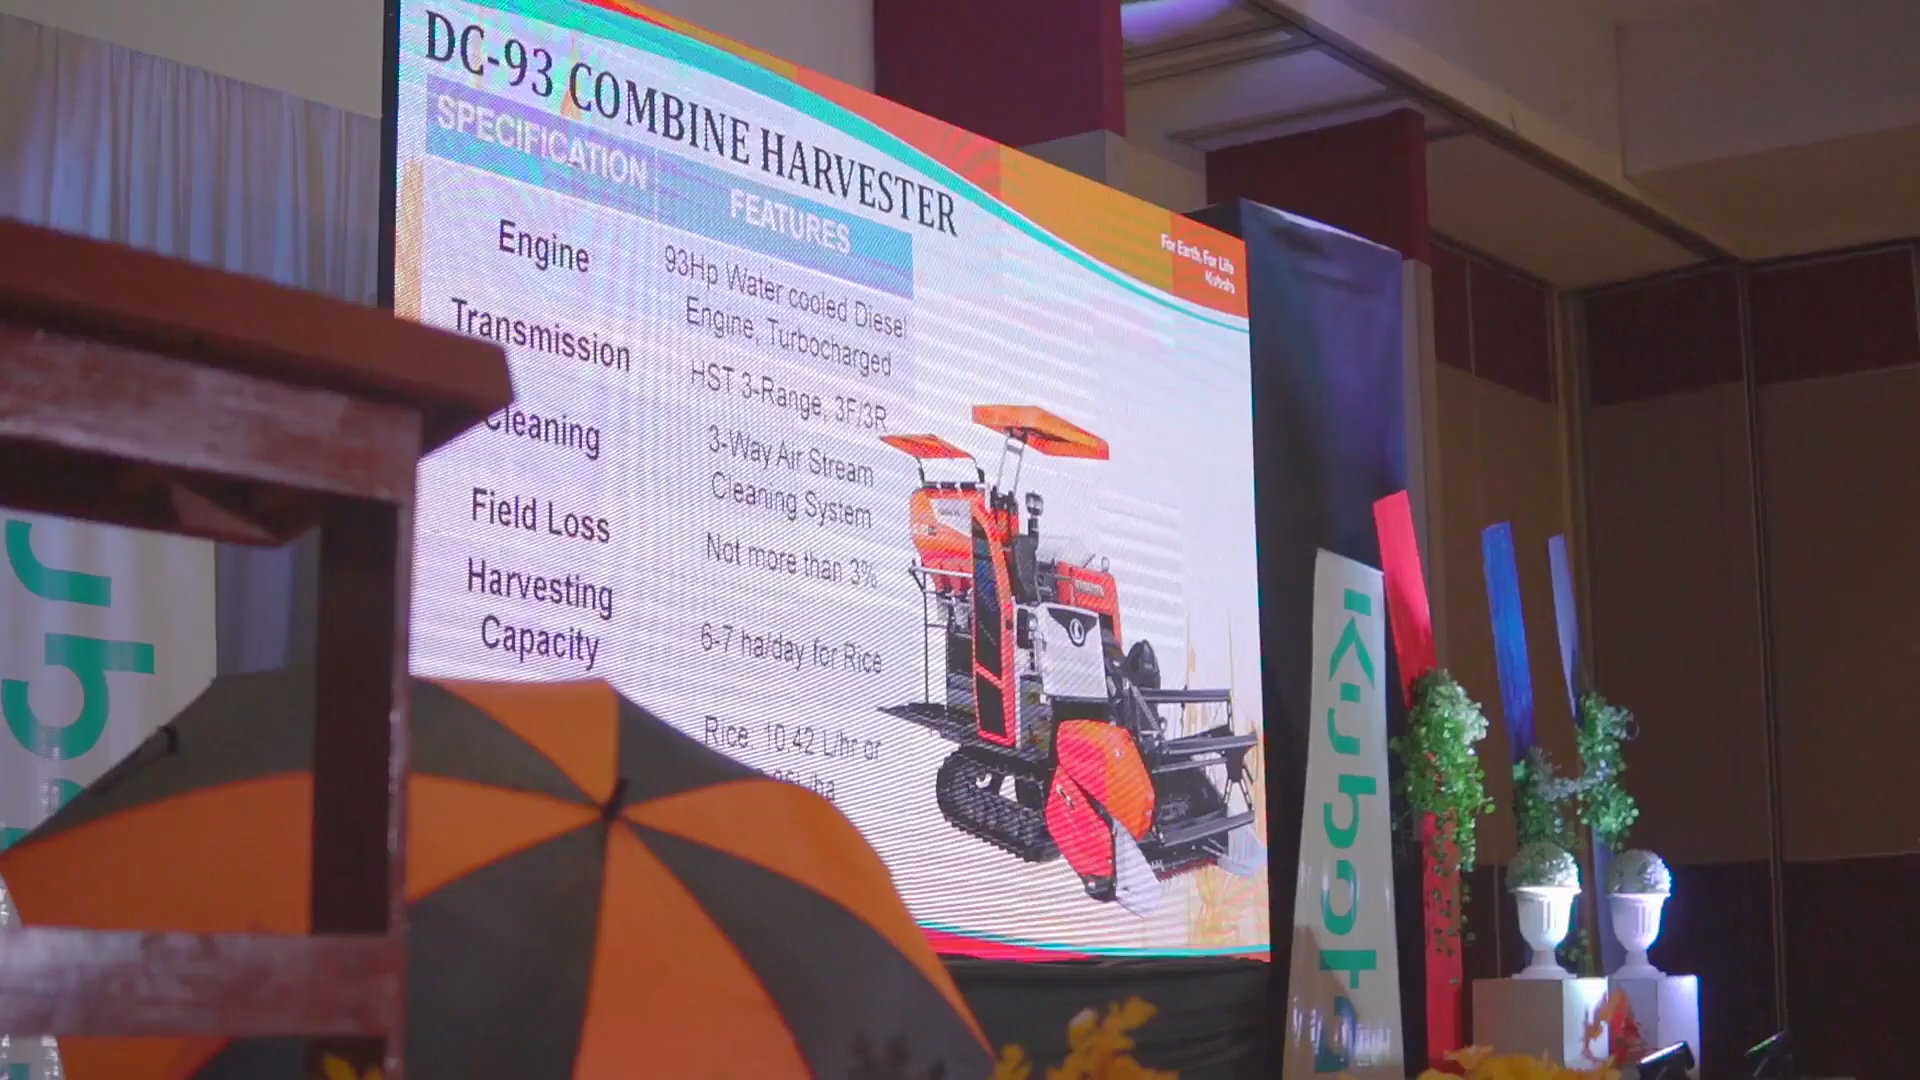 DC-93 COMBINE HARVESTER
SPECIFICATION
FEATURES
For Earth, For Life
Kubota
Engine
93Hp Water cooled Diesel
Engine, Turbocharged
Transmission
HST 3-Range, 3F/3R
Cleaning
3-Way Air Stream
Cleaning System
Field Loss
Not more than 3%
Harvesting
Capacity
6-7 ha/day for Rice
Rice 10.42 L/hr or
/ha
Kubota